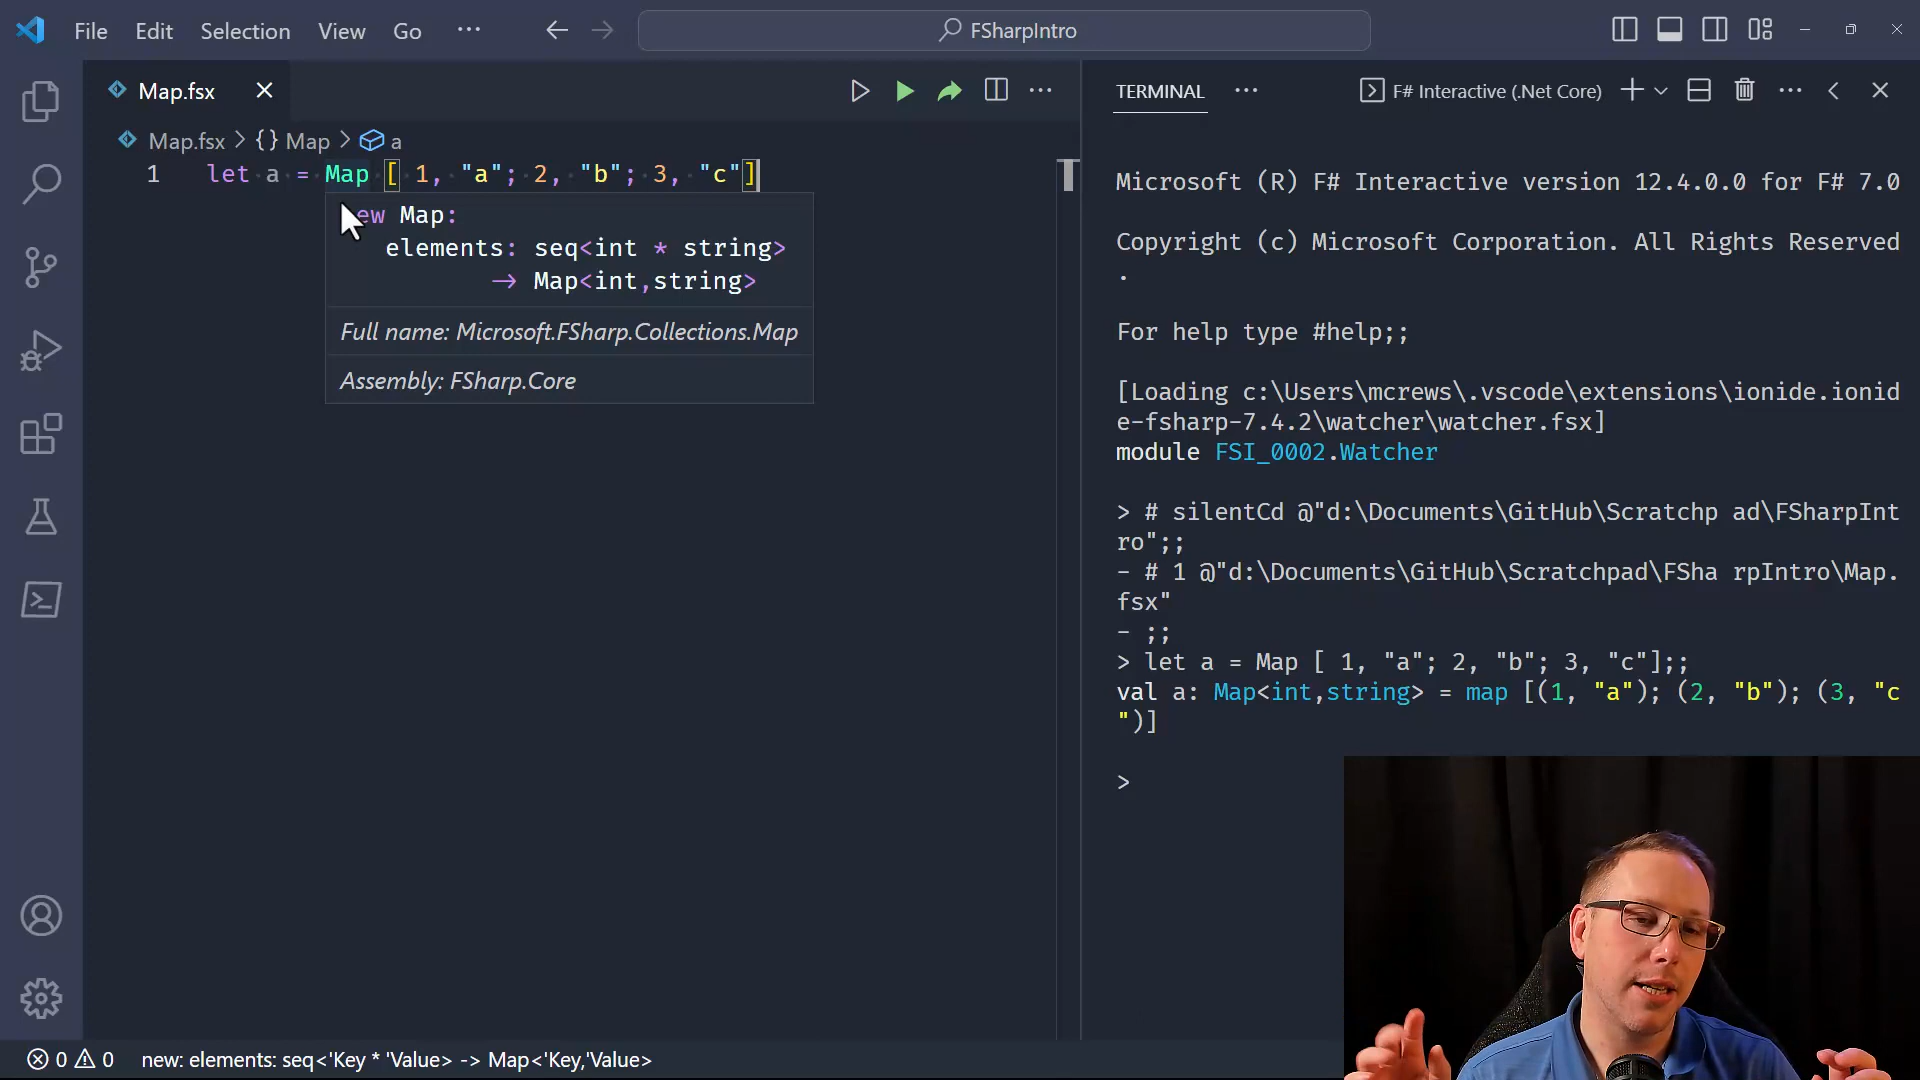 File Edit Selection View Go ··· FSharpIntro
Map.fsx
Map.fsx > {} Map > a
1 let a = Map [ 1, "a"; 2, "b"; 3, "c"]
ew Map:
elements: seq<int * string>
→ Map<int,string>
Full name: Microsoft.FSharp.Collections.Map
Assembly: FSharp.Core
TERMINAL ··· F# Interactive (.Net Core)
Microsoft (R) F# Interactive version 12.4.0.0 for F# 7.0
Copyright (c) Microsoft Corporation. All Rights Reserved
.
For help type #help;;
[Loading c:\Users\mcrews\.vscode\extensions\ionide.ionid
e-fsharp-7.4.2\watcher\watcher.fsx]
module FSI_0002.Watcher
> # silentCd @"d:\Documents\GitHub\Scratchp ad\FSharpInt
ro";;
- # 1 @"d:\Documents\GitHub\Scratchpad\FSha rpIntro\Map.
fsx"
- ;;
> let a = Map [ 1, "a"; 2, "b"; 3, "c"];;
val a: Map<int,string> = map [(1, "a"); (2, "b"); (3, "c
")]
>
0 0 new: elements: seq<'Key * 'Value> -> Map<'Key,'Value>